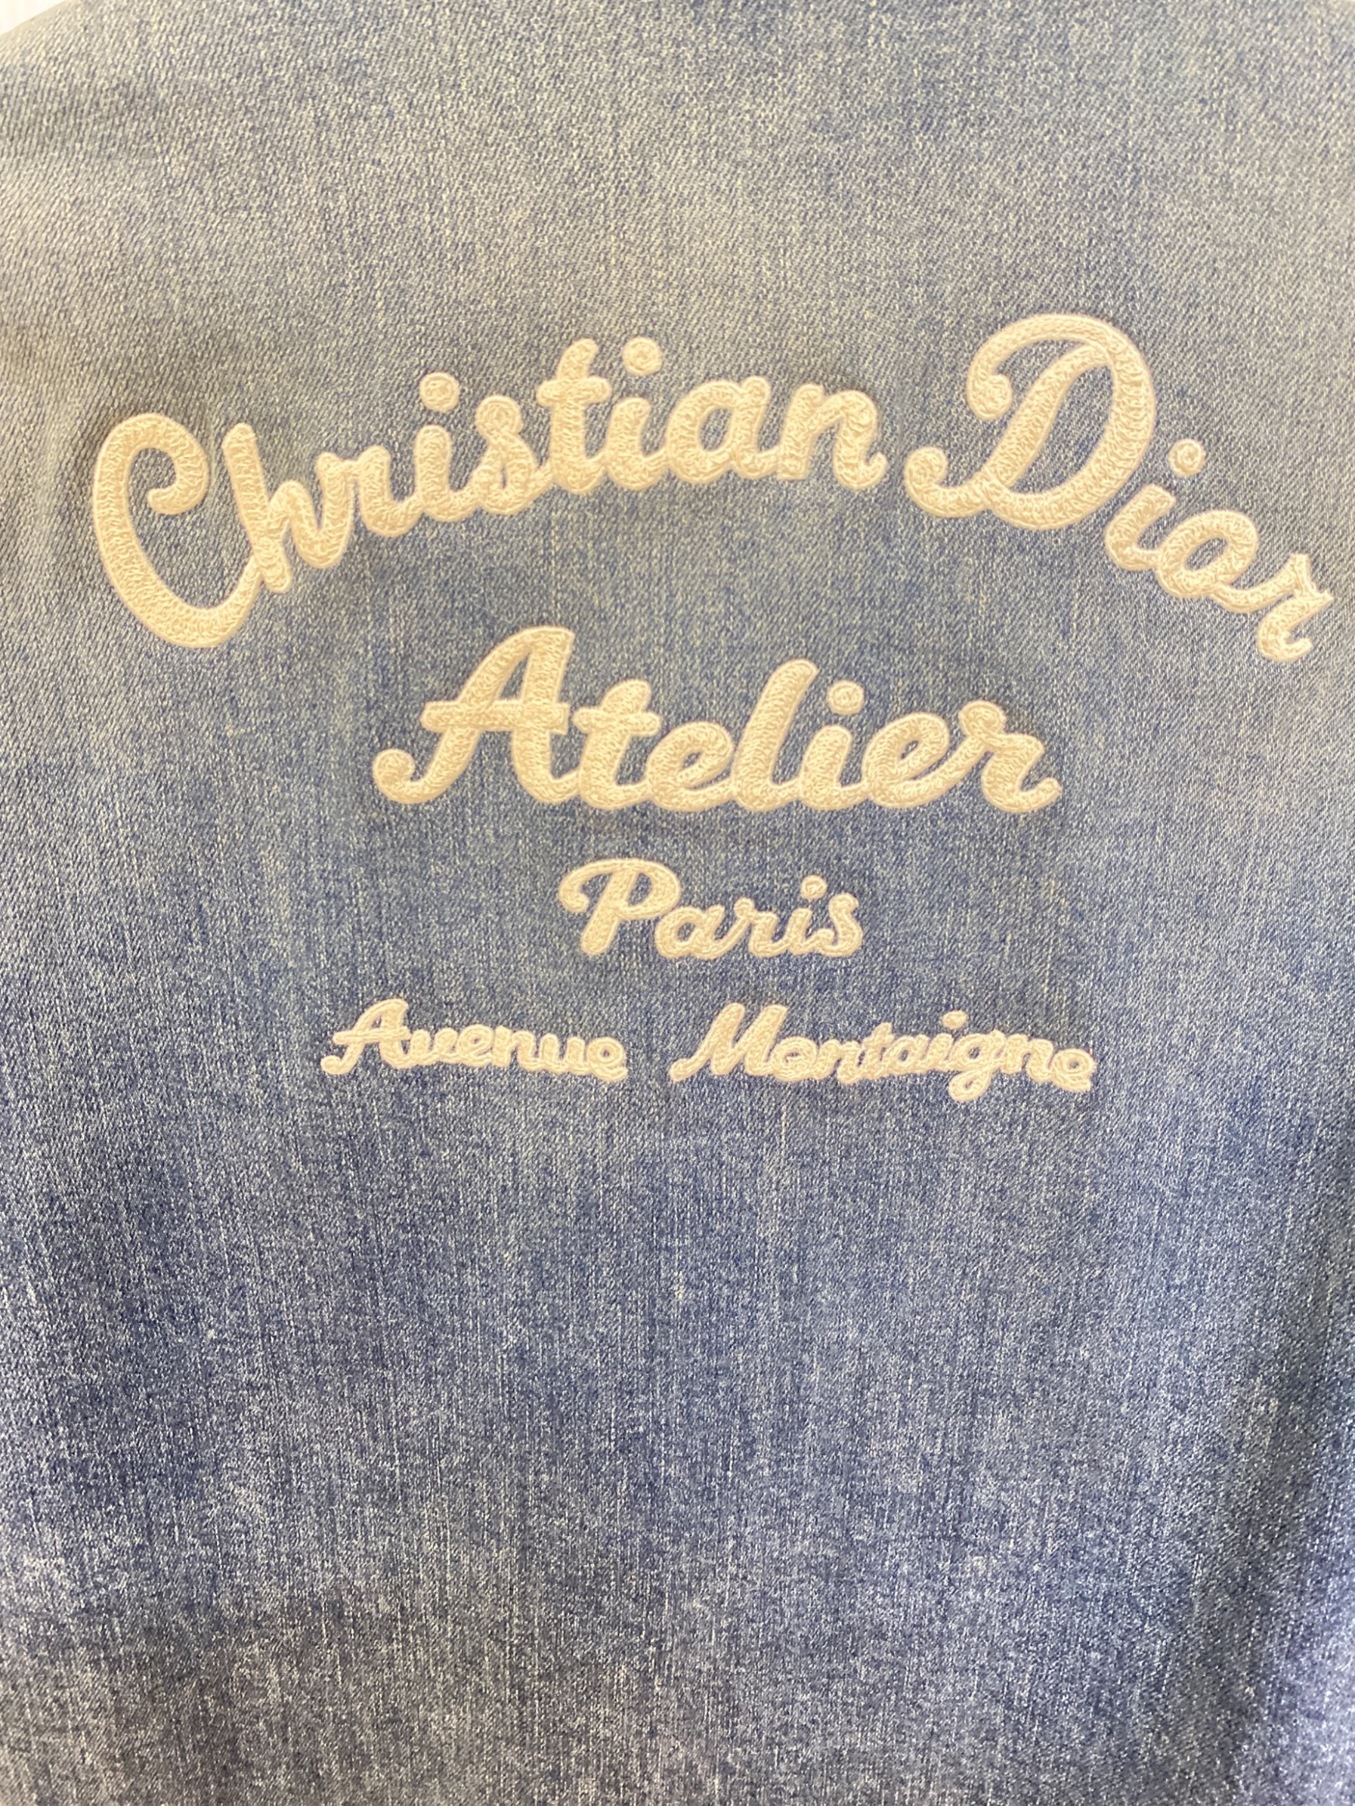 Christian Dior
Atelier
Paris
Avenue Montaigne